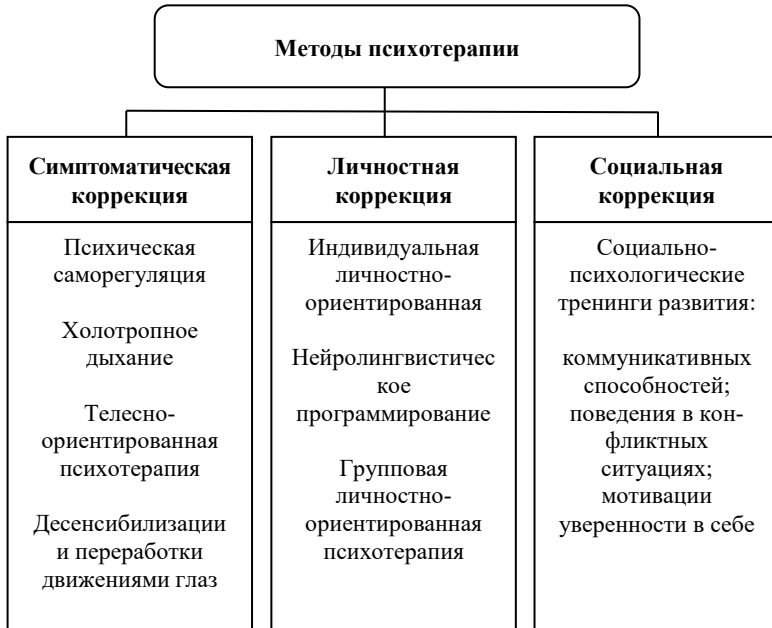 Методы психотерапии
Симптоматическая
коррекция
Психическая
саморегуляция
Холотропное
дыхание
Телесно-
ориентированная
психотерапия
Десенсибилизации
и переработки
движениями глаз
Личностная
коррекция
Индивидуальная
личностно-
ориентированная
Нейролингвистичес
кое
программирование
Групповая
личностно-
ориентированная
психотерапия
Социальная
коррекция
Социально-
психологические
тренинги развития:
коммуникативных
способностей;
поведения в кон-
фликтных
ситуациях;
мотивации
уверенности в себе